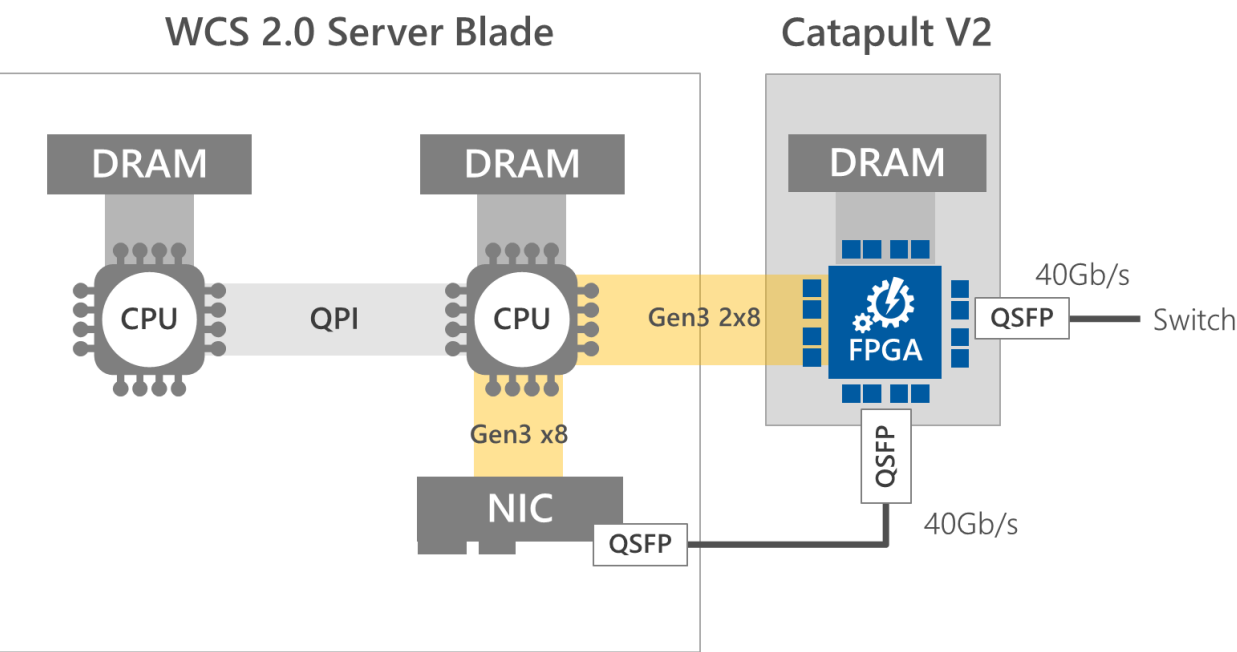 WCS 2.0 Server Blade
Catapult V2
DRAM
DRAM
DRAM
CPU
QPI
CPU
Gen3 2x8
FPGA
40Gb/s
QSFP
Switch
Gen3 x8
NIC
QSFP
QSFP
40Gb/s